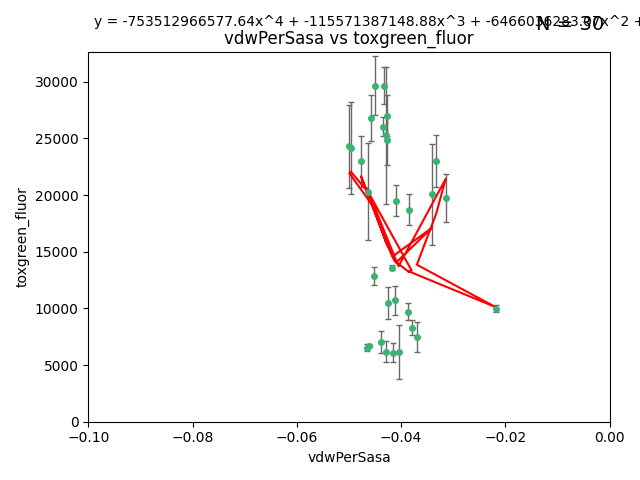 y = -753512966577.64x^4 + -115571387148.88x^3 + + 
N = 30
vdwPerSasa vs toxgreen_fluor
toxgreen_fluor
30000
25000
20000
15000
10000
5000
0
−0.10
−0.08
−0.06
−0.04
−0.02
0.00
vdwPerSasa